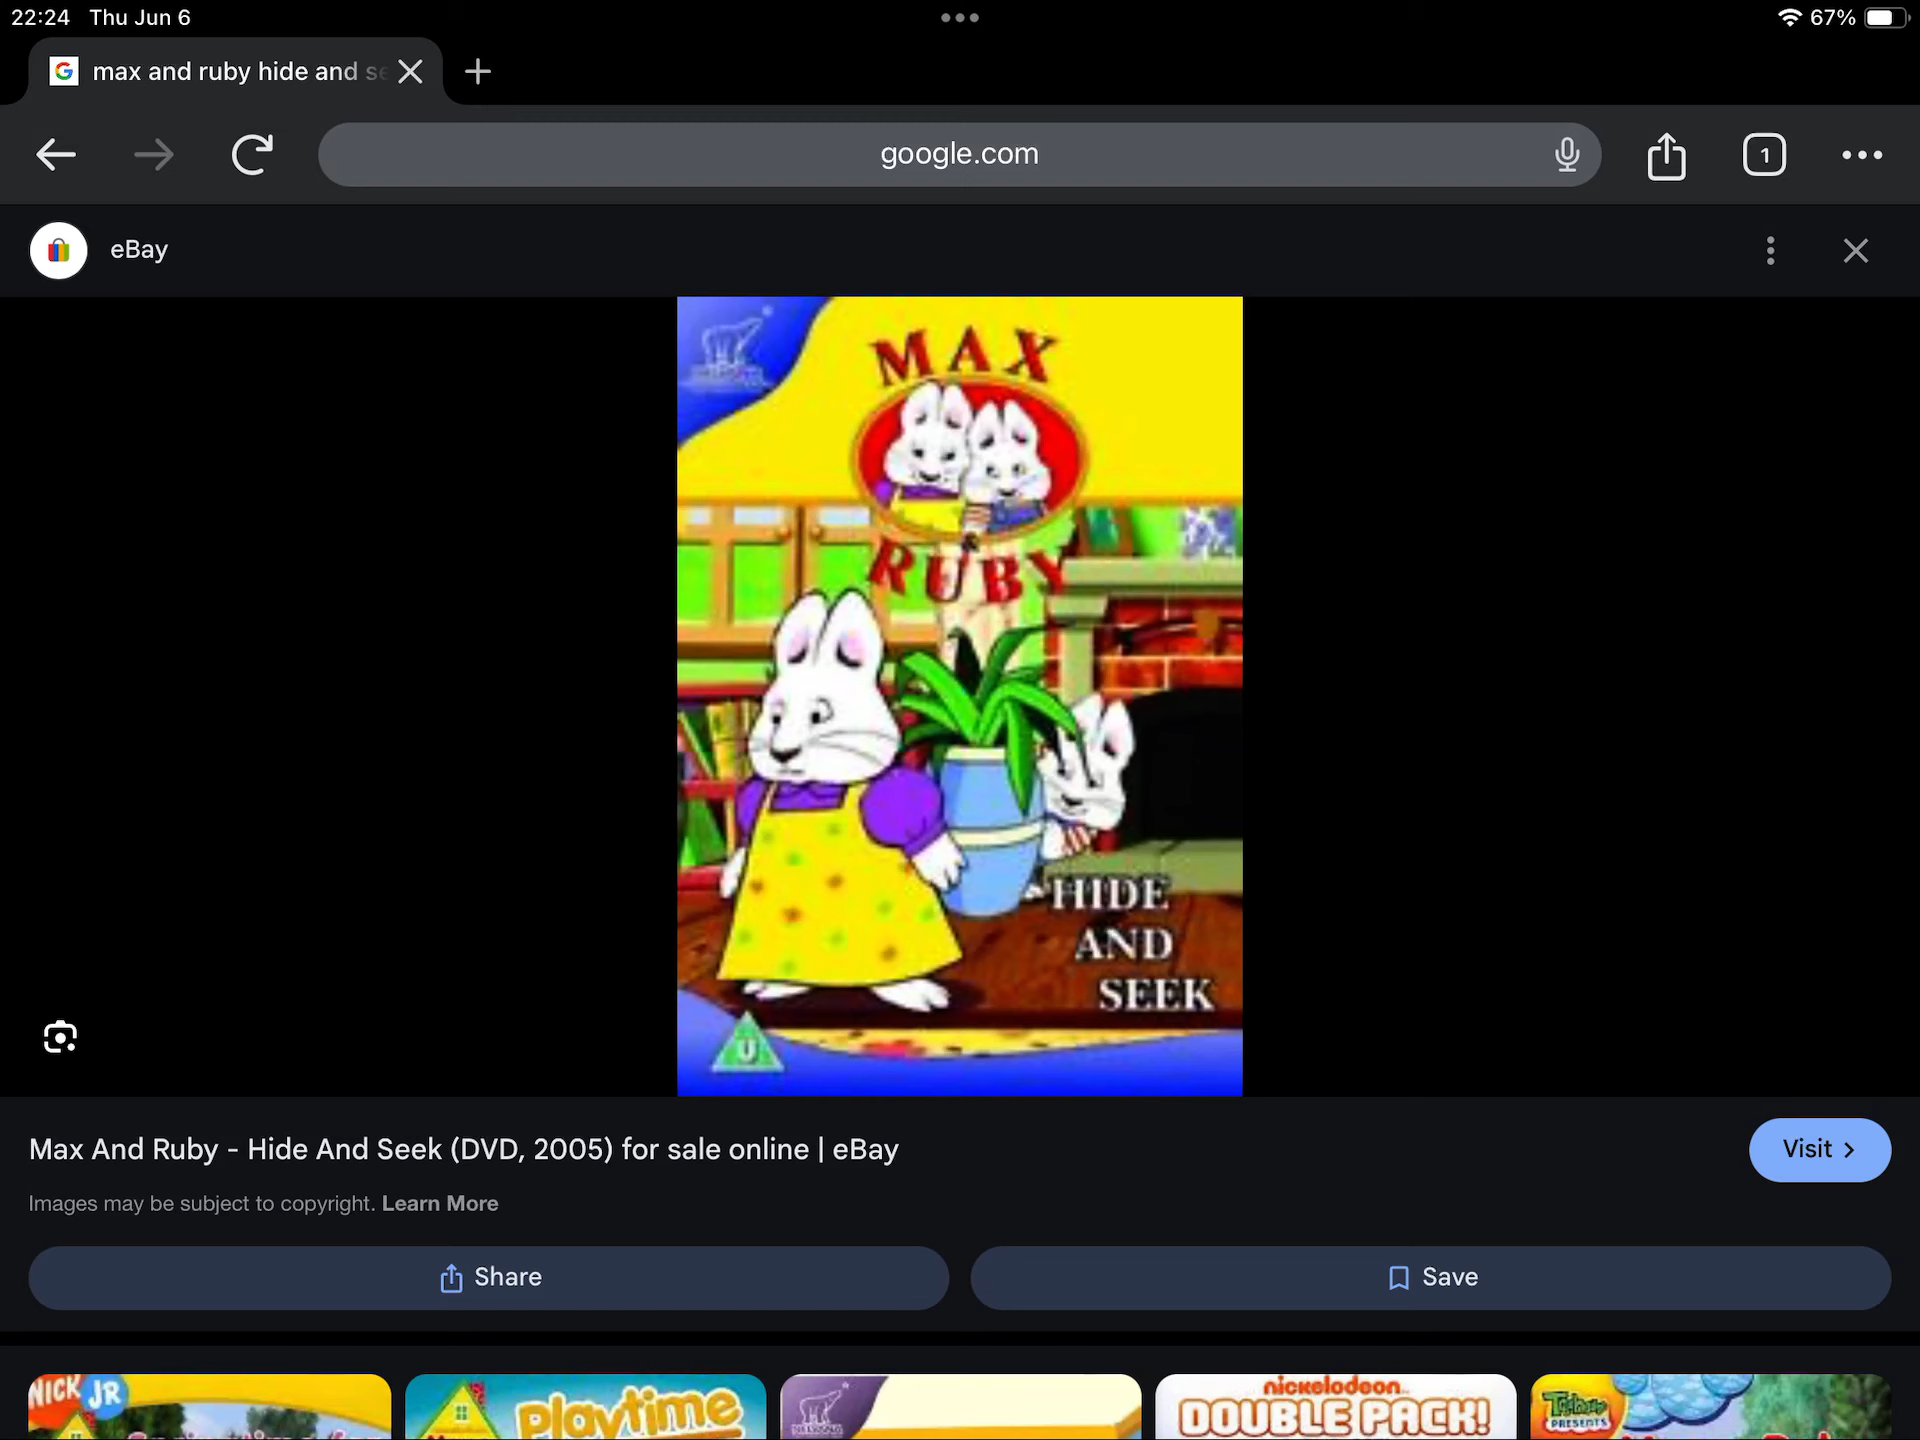 22:24 Thu Jun 6
67%
max and ruby hide and se
google.com
1
eBay
MAX
&
RUBY
HIDE
AND
SEEK
U
Max And Ruby - Hide And Seek (DVD, 2005) for sale online | eBay
Visit
Images may be subject to copyright. Learn More
Share
Save
NICK JR
Playtime
nickelodeon
DOUBLE PACK!
PRESENTS